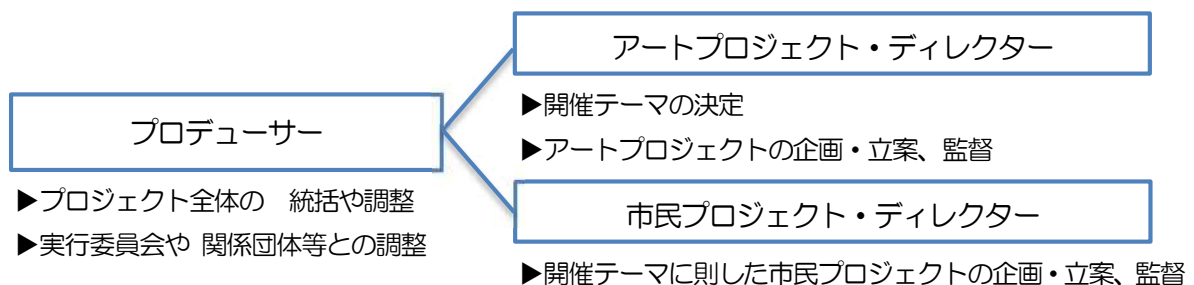 プロデューサー
▶プロジェクト全体の　統括や調整
▶実行委員会や 関係団体等との調整
アートプロジェクト・ディレクター
▶開催テーマの決定
▶アートプロジェクトの企画・立案、監督
市民プロジェクト・ディレクター
▶開催テーマに則した市民プロジェクトの企画・立案、監督